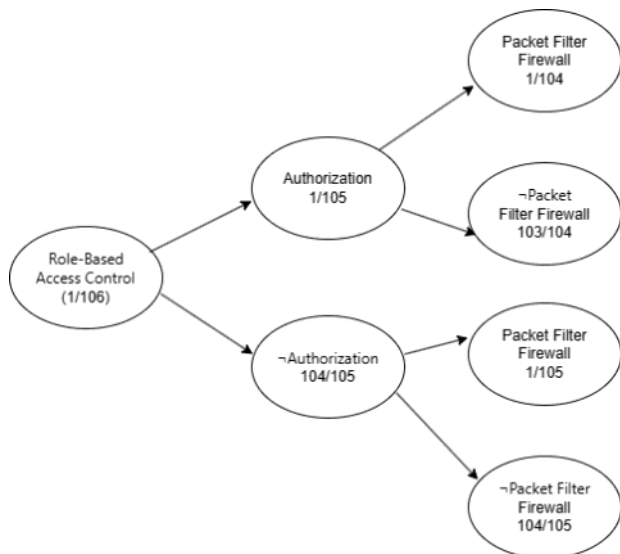 Packet Filter
Firewall
1/104
Authorization
1/105
¬Packet
Filter Firewall
103/104
Role-Based
Access Control
(1/106)
¬Authorization
104/105
Packet Filter
Firewall
1/105
¬Packet Filter
Firewall
104/105